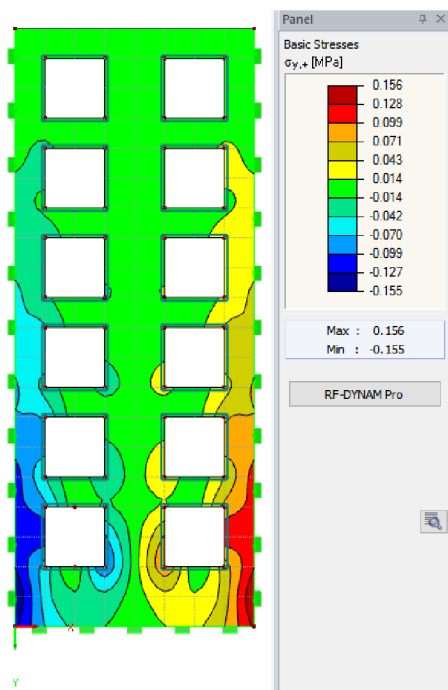 Panel
Basic Stresses
σy,+ [MPa]
0.156
0.128
0.099
0.071
0.043
0.014
-0.014
-0.042
-0.070
-0.099
-0.127
-0.155
Max : 0.156
Min : -0.155
RF-DYNAM Pro
X
Y